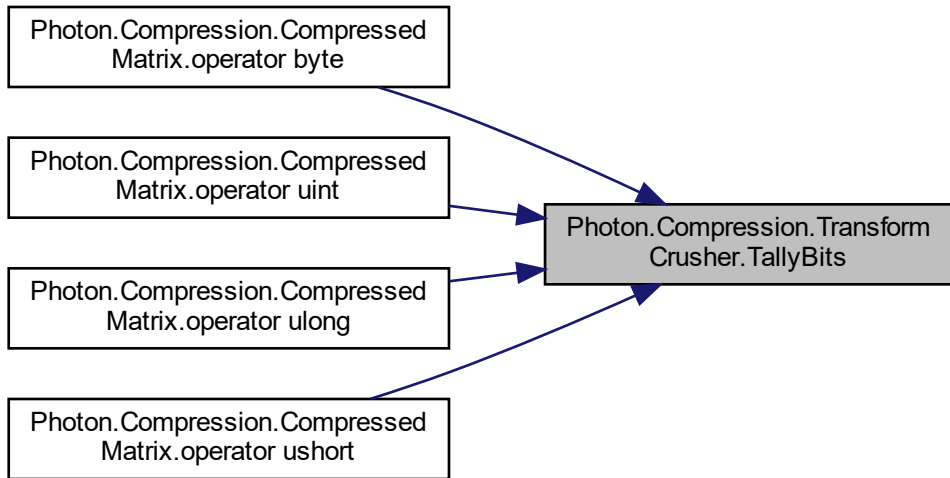 Photon.Compression.Compressed
Matrix.operator byte
Photon.Compression.Compressed
Matrix.operator uint
Photon.Compression.Transform
Crusher.TallyBits
Photon.Compression.Compressed
Matrix.operator ulong
Photon.Compression.Compressed
Matrix.operator ushort